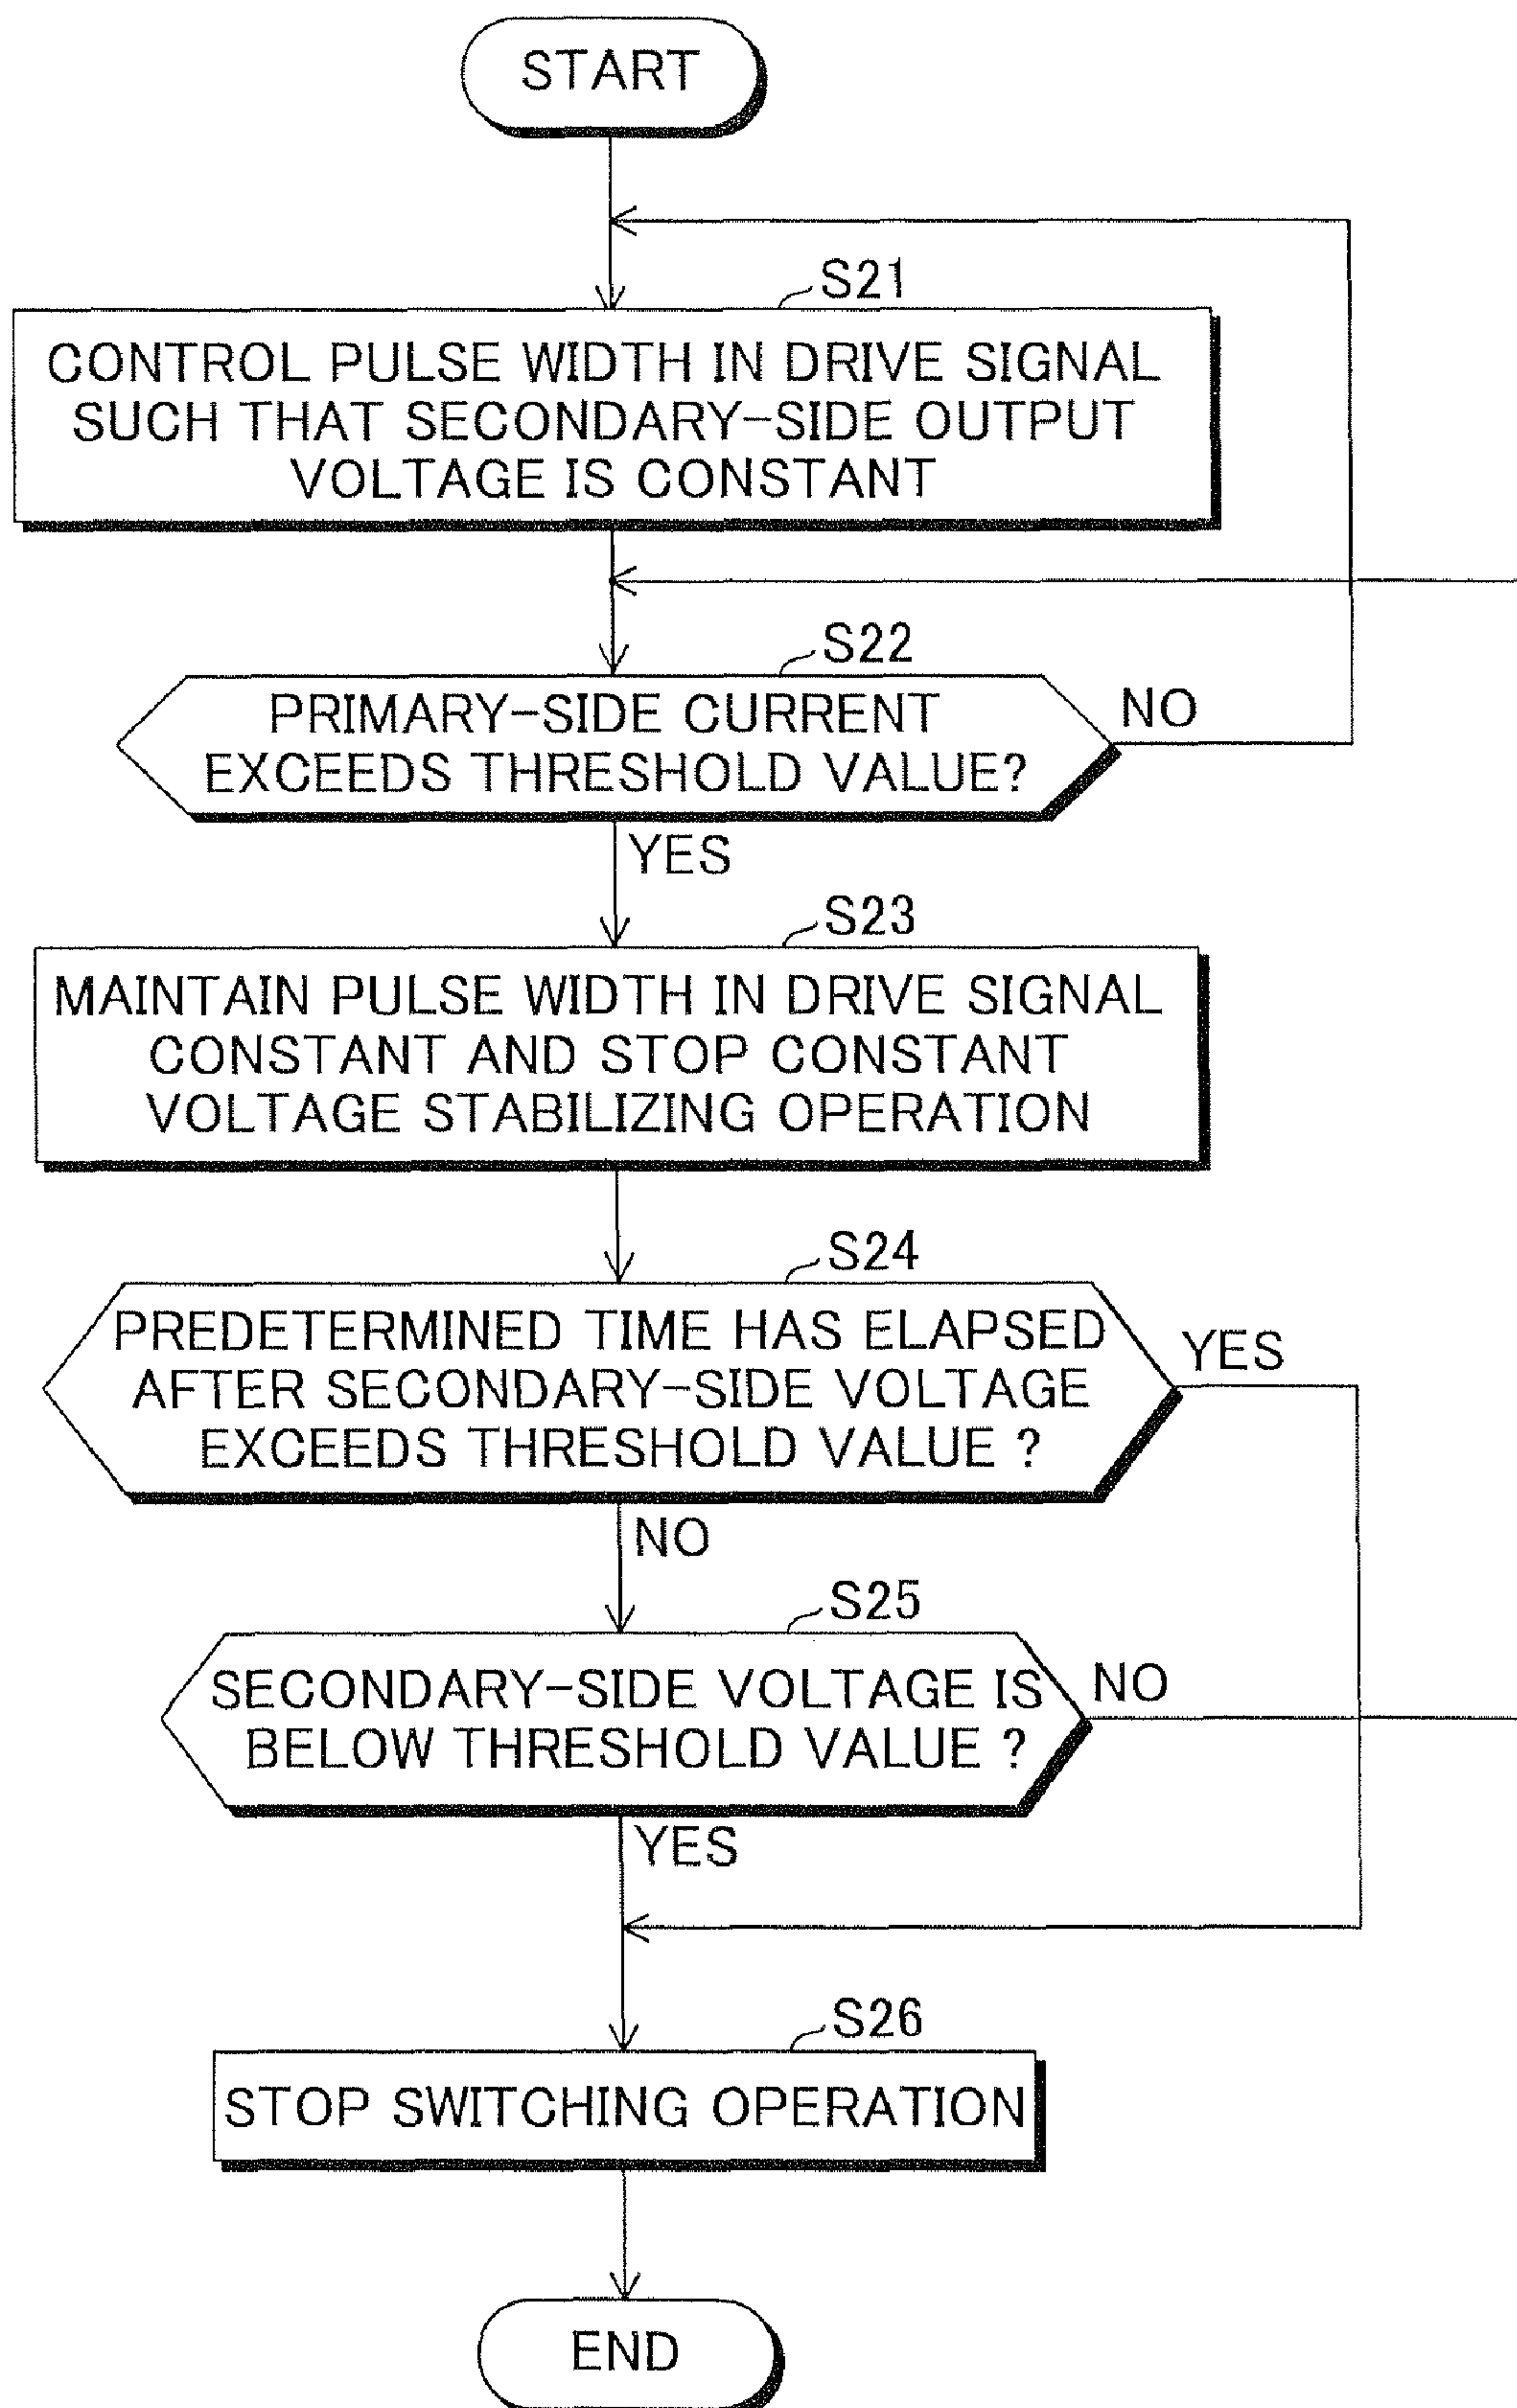 START
S21
CONTROL PULSE WIDTH IN DRIVE SIGNAL
SUCH THAT SECONDARY-SIDE OUTPUT
VOLTAGE IS CONSTANT
S22
PRIMARY-SIDE CURRENT
EXCEEDS THRESHOLD VALUE?
NO
YES
S23
MAINTAIN PULSE WIDTH IN DRIVE SIGNAL
CONSTANT AND STOP CONSTANT
VOLTAGE STABILIZING OPERATION
S24
PREDETERMINED TIME HAS ELAPSED
AFTER SECONDARY-SIDE VOLTAGE
EXCEEDS THRESHOLD VALUE ?
YES
NO
S25
SECONDARY-SIDE VOLTAGE IS
BELOW THRESHOLD VALUE ?
NO
YES
S26
STOP SWITCHING OPERATION
END